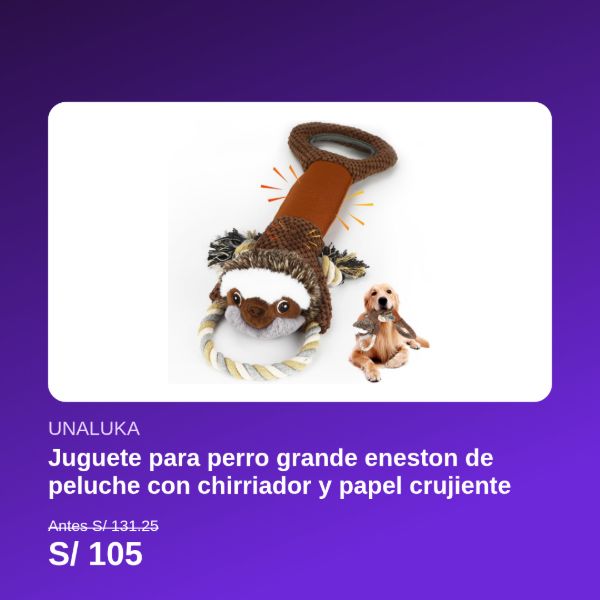 UNALUKA
Juguete para perro grande eneston de
peluche con chirriador y papel crujiente
Antes S/ 131.25
S/ 105